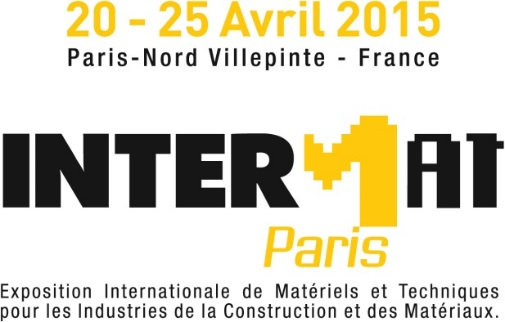 20 - 25 Avril 2015
Paris-Nord Villepinte - France
INTERMAT
Paris
Exposition Internationale de Matériels et Techniques
pour les Industries de la Construction et des Matériaux.